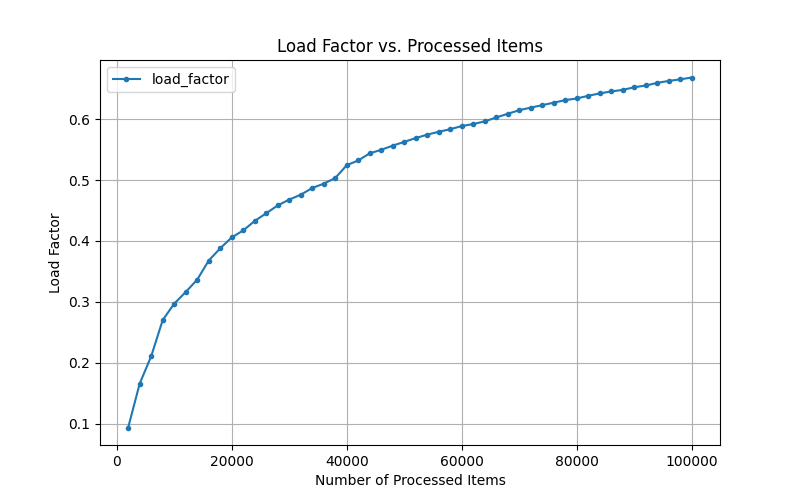 Load Factor vs. Processed Items
load_factor
Load Factor
0.6
0.5
0.4
0.3
0.2
0.1
0 20000 40000 60000 80000 100000
Number of Processed Items